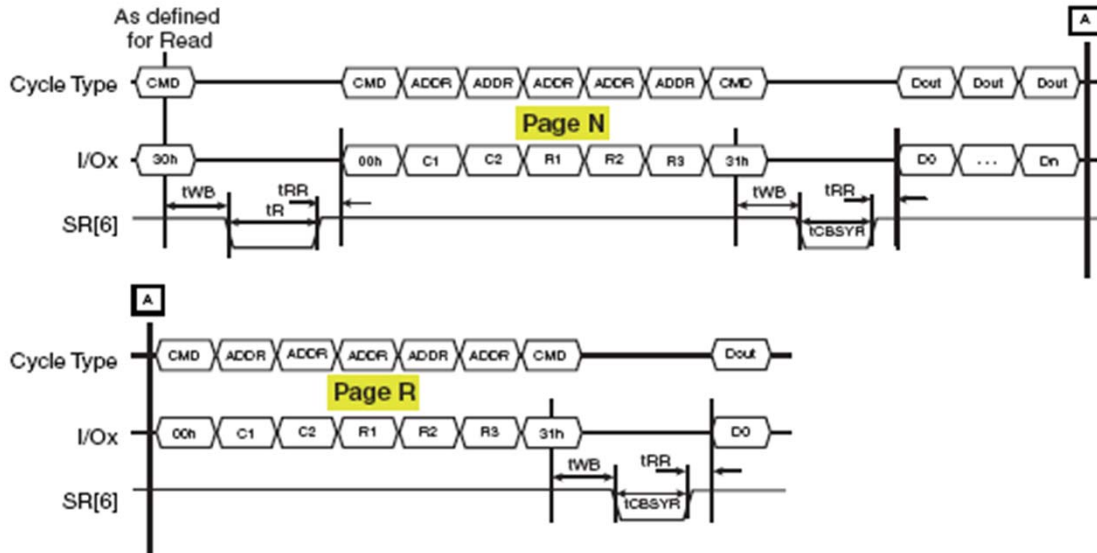 As defined
for Read
A
Cycle Type CMD CMD ADDR ADDR ADDR ADDR ADDR CMD Dout Dout Dout
Page N
I/Ox 30h 00h C1 C2 R1 R2 R3 31h D0 ... Dn
tWB tR tRR tWB tRR
SR[6] tCBSYR
A
Cycle Type CMD ADDR ADDR ADDR ADDR ADDR CMD Dout
Page R
I/Ox 00h C1 C2 R1 R2 R3 31h D0
tWB tRR
SR[6] tCBSYR